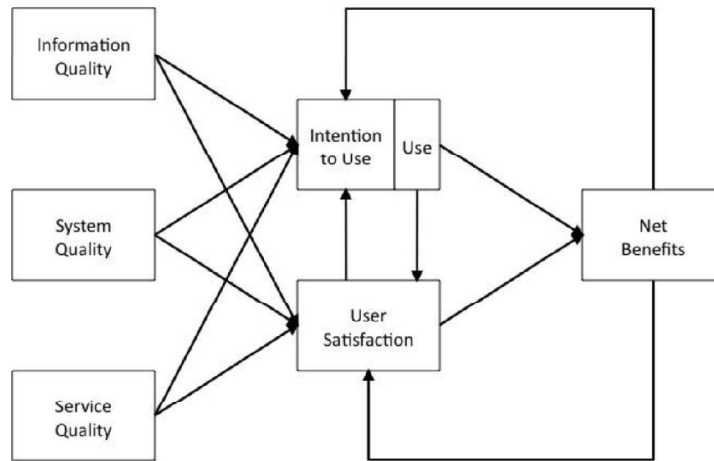 Information
Quality
System
Quality
Service
Quality
Intention
to Use
Use
User
Satisfaction
Net
Benefits